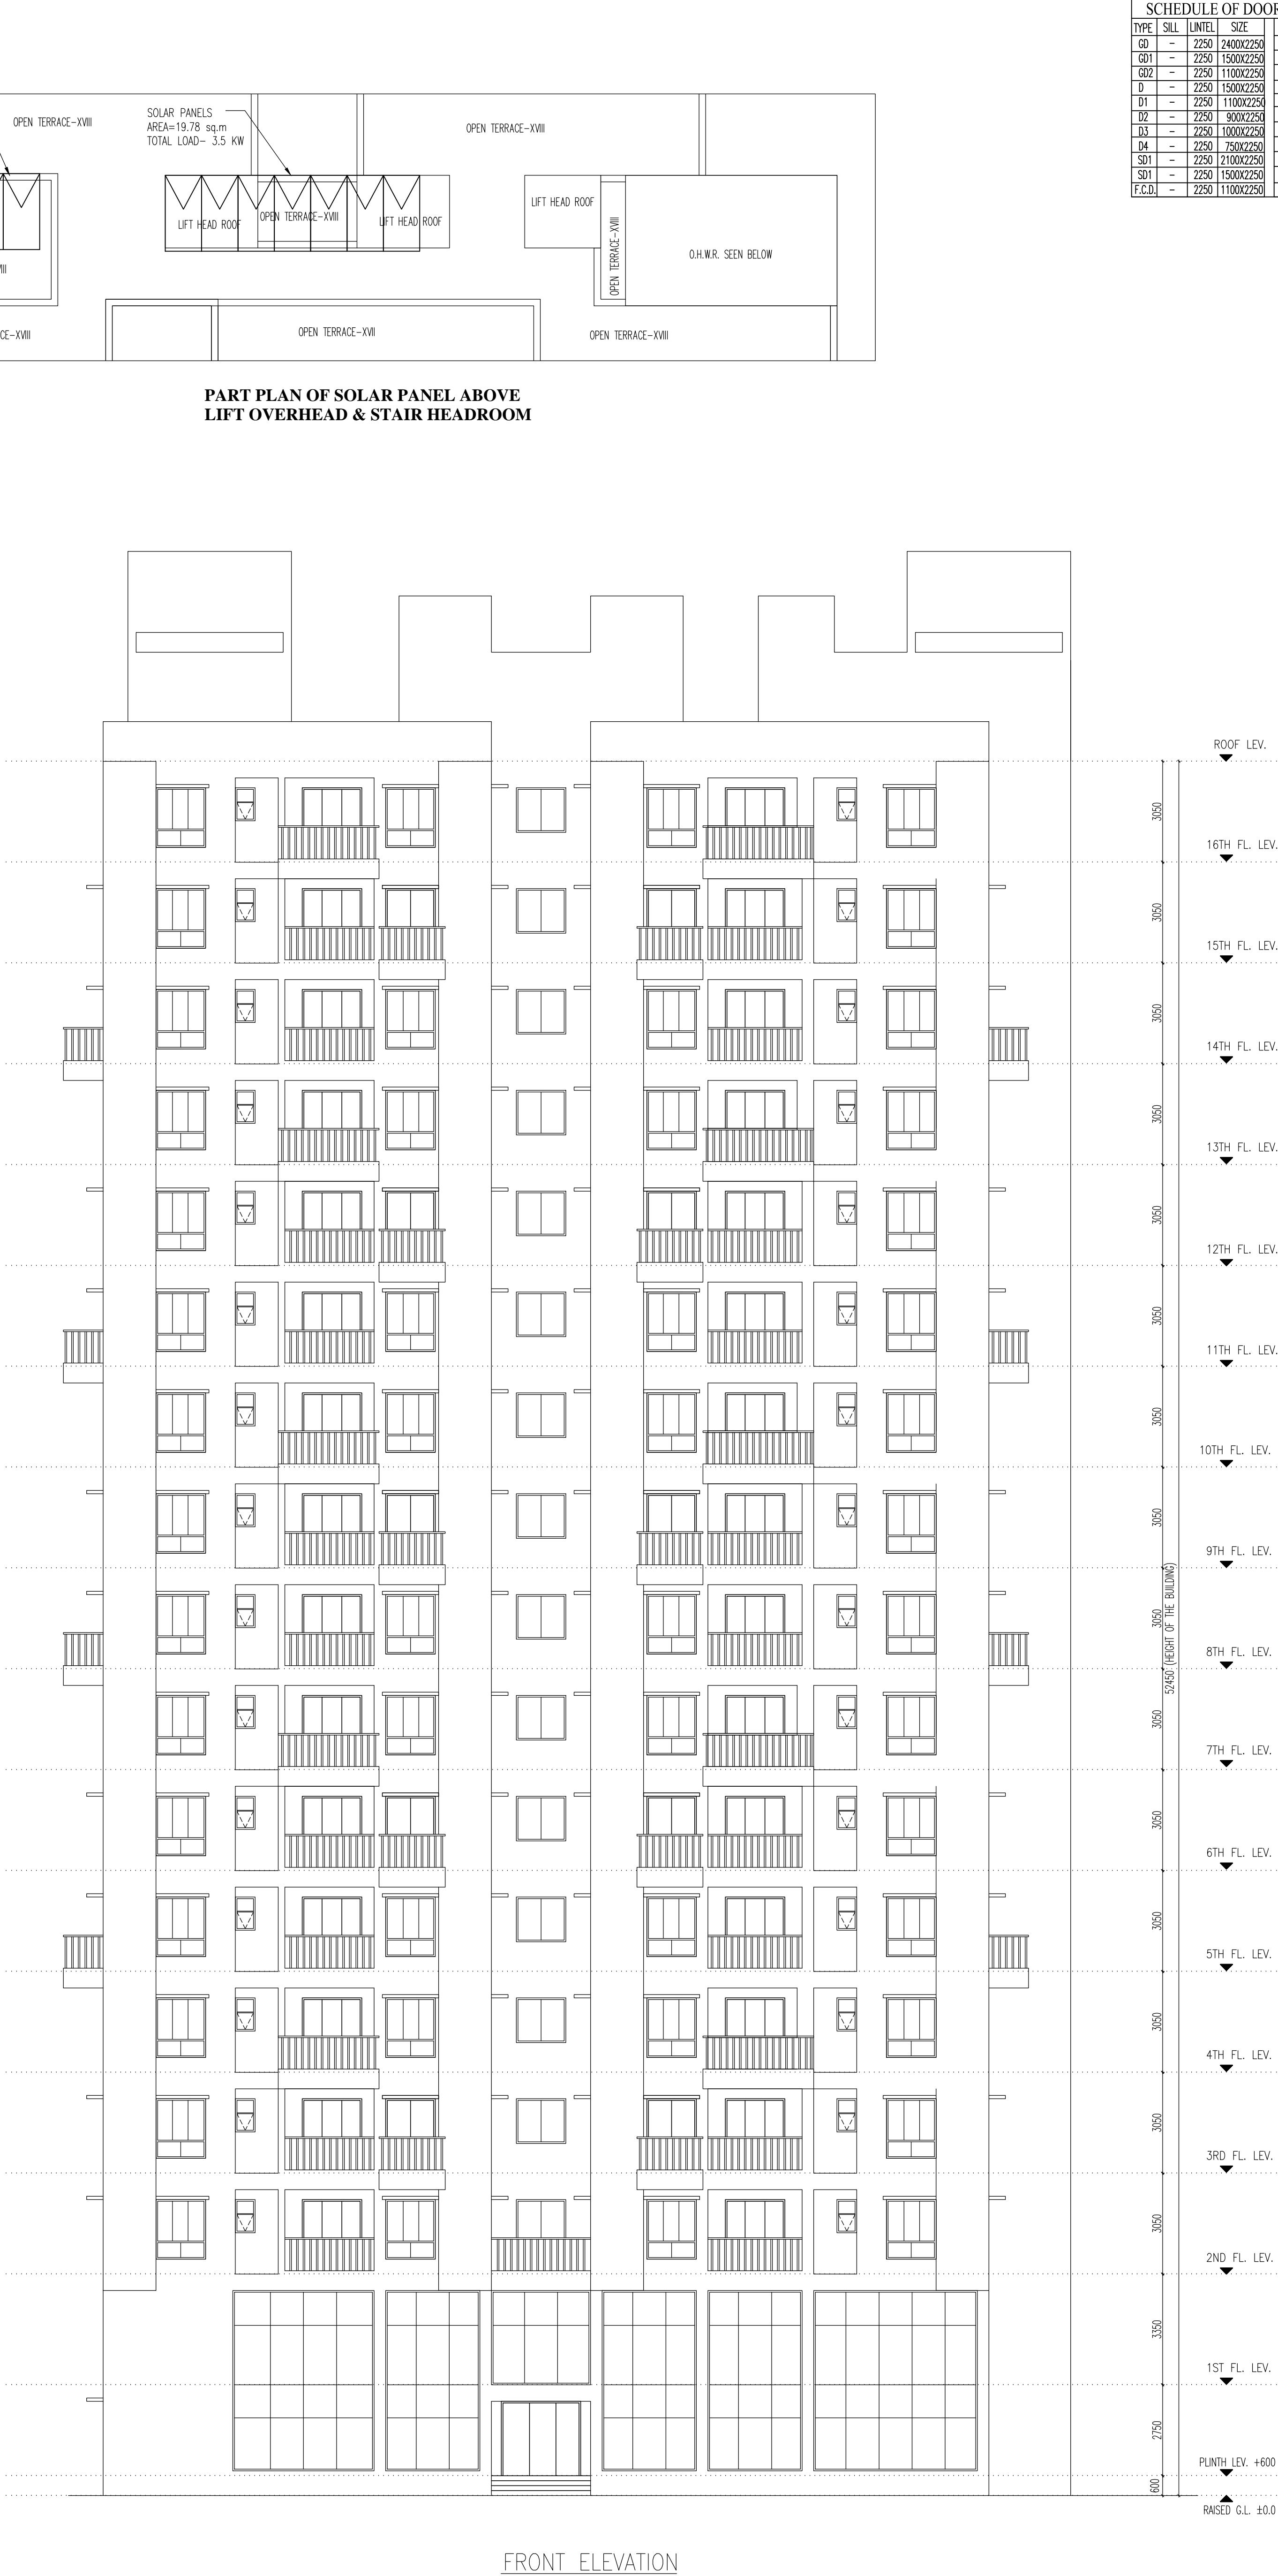 SCHEDULE OF DOOR
TYPE SILL LINTEL SIZE
GD - 2250 2400X2250
GD1 - 2250 1500X2250
GD2 - 2250 1100X2250
D - 2250 1500X2250
D1 - 2250 1100X2250
D2 - 2250 900X2250
D3 - 2250 1000X2250
D4 - 2250 750X2250
SD1 - 2250 2100X2250
SD1 - 2250 1500X2250
F.C.D. - 2250 1100X2250
OPEN TERRACE-XVIII
SOLAR PANELS
AREA=19.78 sq.m
TOTAL LOAD- 3.5 KW
OPEN TERRACE-XVIII
LIFT HEAD ROOF
OPEN TERRACE-XVIII
LIFT HEAD ROOF
LIFT HEAD ROOF
OPEN TERRACE-XVIII
O.H.W.R. SEEN BELOW
VIII
CE-XVIII
OPEN TERRACE-XVII
OPEN TERRACE-XVIII
PART PLAN OF SOLAR PANEL ABOVE
LIFT OVERHEAD & STAIR HEADROOM
ROOF LEV.
3050
16TH FL. LEV.
3050
15TH FL. LEV.
3050
14TH FL. LEV.
3050
13TH FL. LEV.
3050
12TH FL. LEV.
3050
11TH FL. LEV.
3050
10TH FL. LEV.
3050
9TH FL. LEV.
3050
52450 (HEIGHT OF THE BUILDING)
8TH FL. LEV.
3050
7TH FL. LEV.
3050
6TH FL. LEV.
3050
5TH FL. LEV.
3050
4TH FL. LEV.
3050
3RD FL. LEV.
3050
2ND FL. LEV.
3350
1ST FL. LEV.
2750
PLINTH LEV. +600
600
RAISED G.L. ±0.0
FRONT ELEVATION